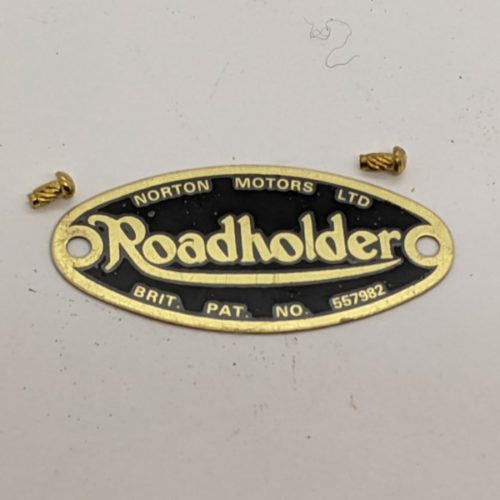 NORTON MOTORS LTD
Roadholder
BRIT. PAT. NO. 557982